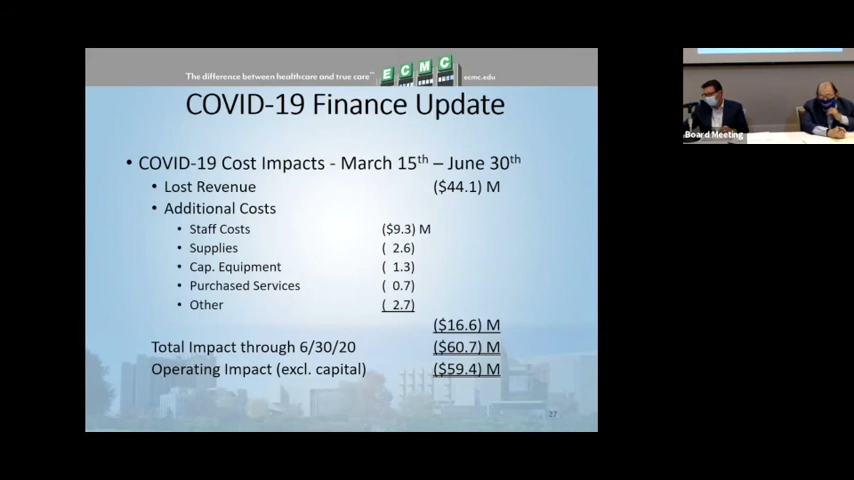 The difference between healthcare and true care™ ECMC ecmc.edu
COVID-19 Finance Update
• COVID-19 Cost Impacts - March 15th – June 30th
• Lost Revenue ($44.1) M
• Additional Costs
• Staff Costs ($9.3) M
• Supplies ( 2.6)
• Cap. Equipment ( 1.3)
• Purchased Services ( 0.7)
• Other ( 2.7)
($16.6) M
Total Impact through 6/30/20 ($60.7) M
Operating Impact (excl. capital) ($59.4) M
27
Board Meeting